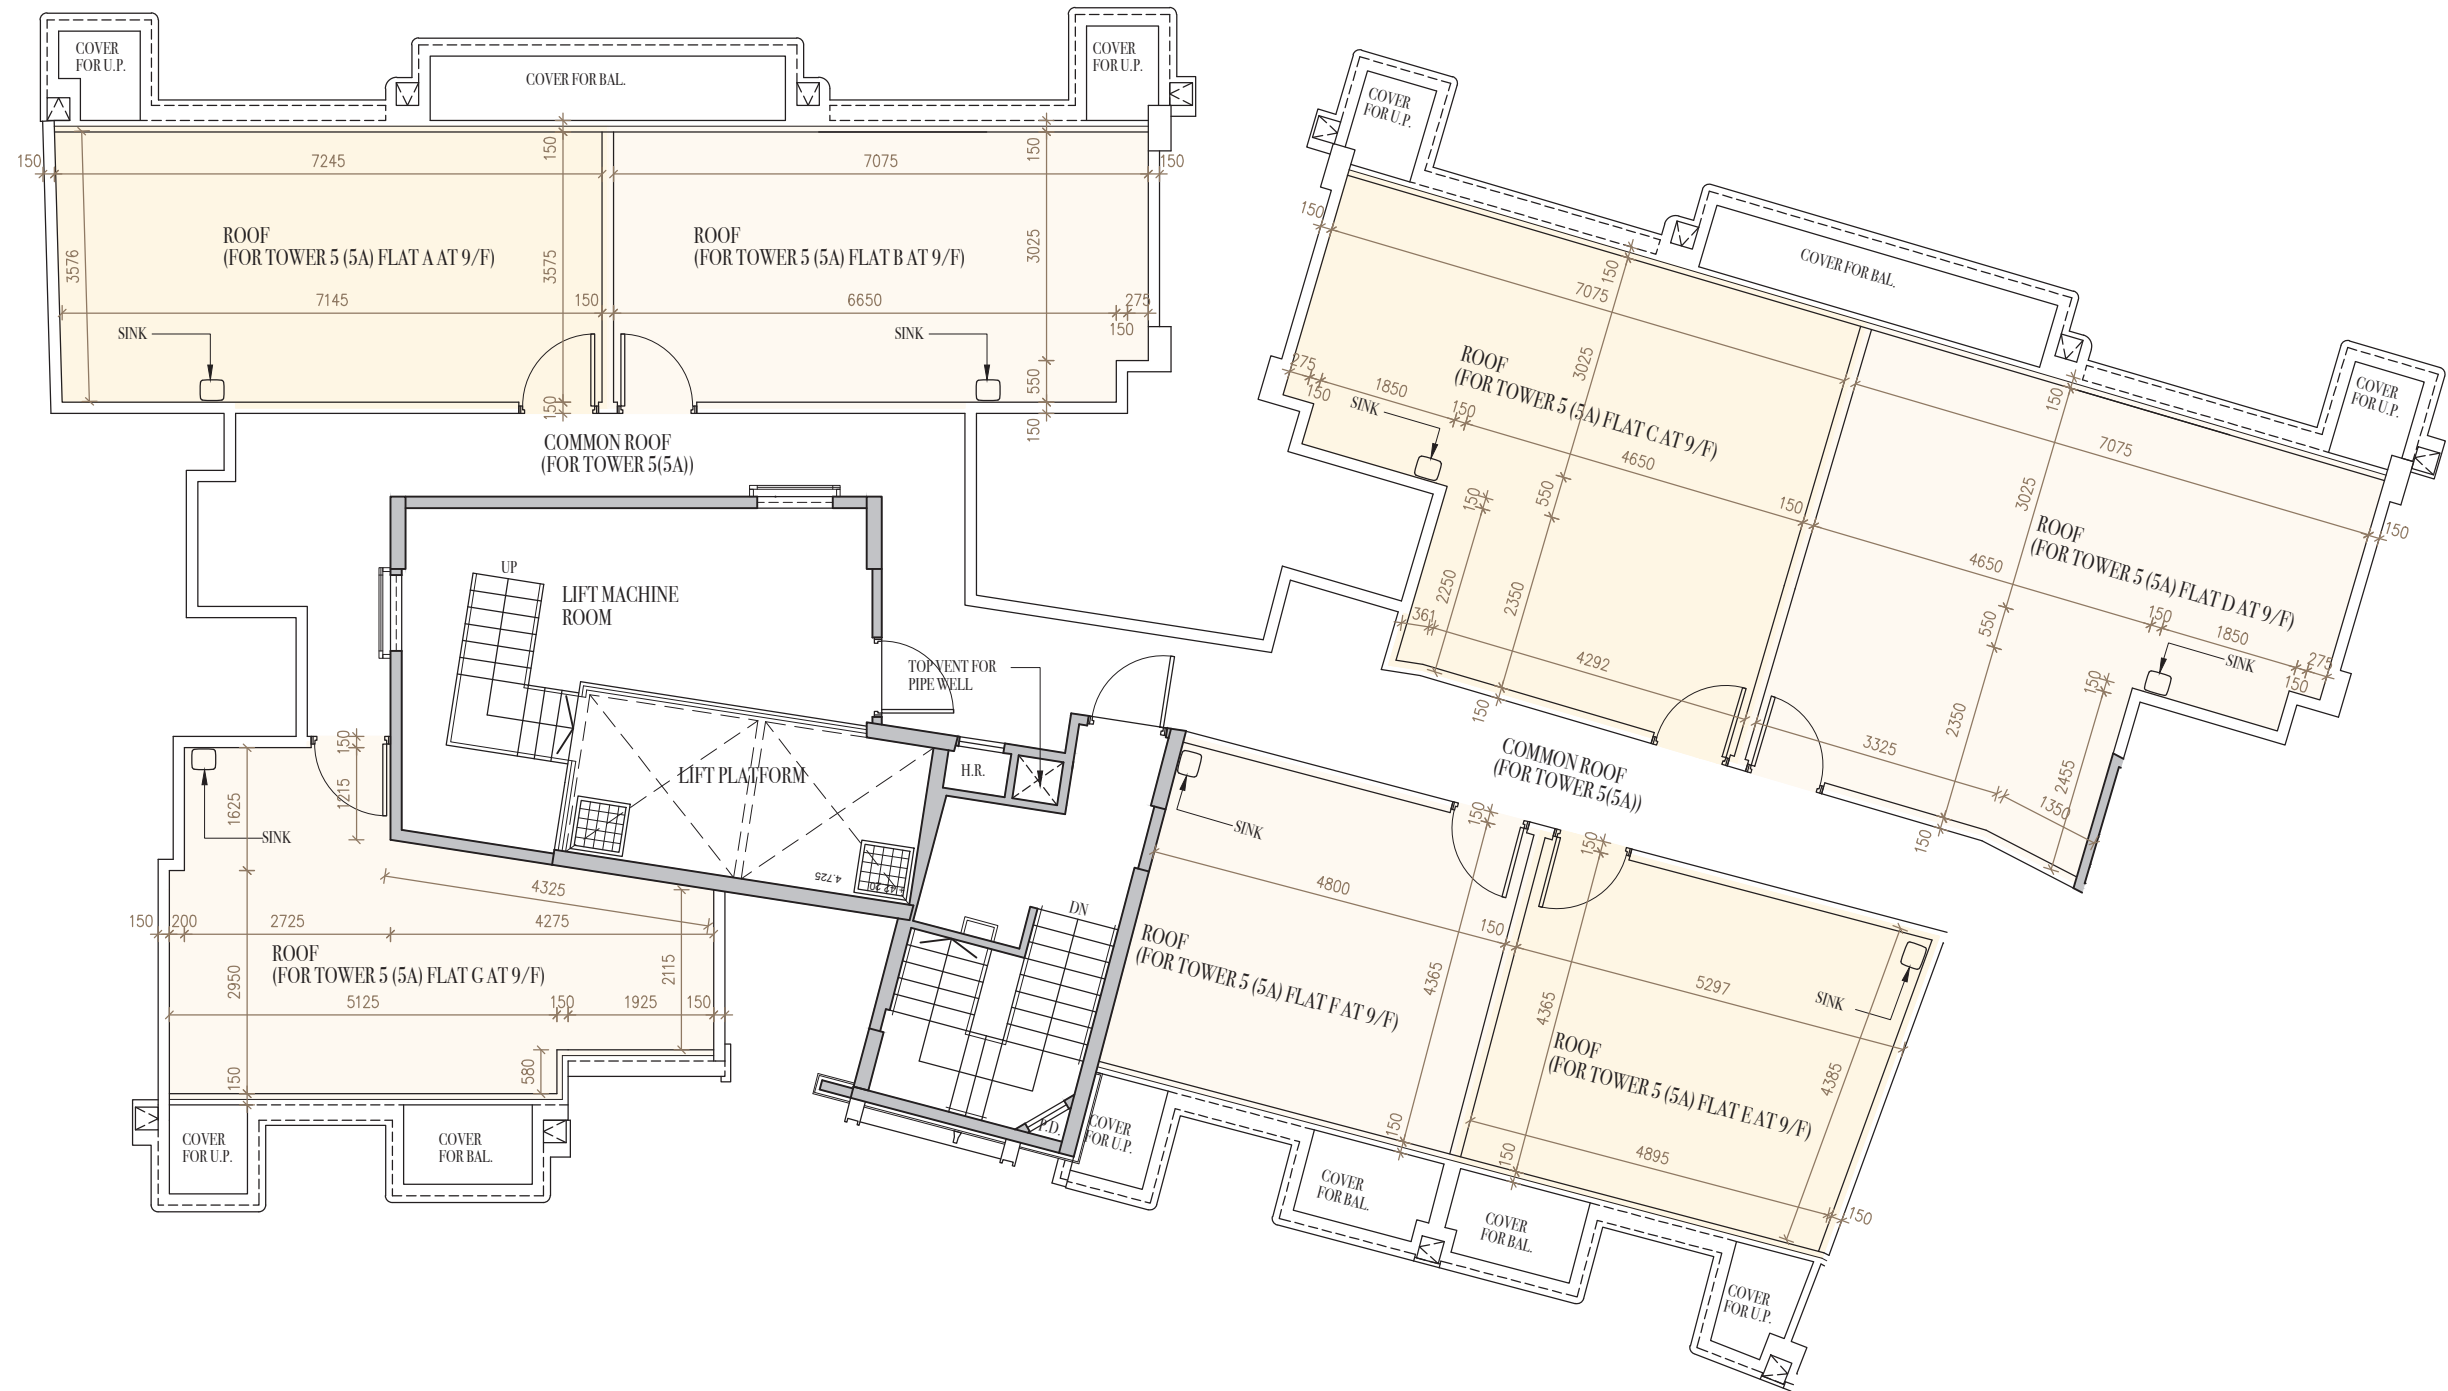 COVER
FOR U.P.
COVER FOR BAL.
COVER
FOR U.P.
150
7245
150
7075
150
150
3576
ROOF
(FOR TOWER 5 (5A) FLAT A AT 9/F)
3575
ROOF
(FOR TOWER 5 (5A) FLAT B AT 9/F)
3025
7145
150
6650
275
150
SINK
SINK
550
150
150
COMMON ROOF
(FOR TOWER 5(5A))
COVER
FOR U.P.
150
150
7075
COVER FOR BAL.
COVER
FOR U.P.
275
150
1850
SINK
150
3025
ROOF
(FOR TOWER 5 (5A) FLAT C AT 9/F)
4650
150
550
150
2250
2350
361
4292
150
150
7075
3025
150
ROOF
(FOR TOWER 5 (5A) FLAT D AT 9/F)
4650
550
150
1850
SINK
275
150
150
2350
3325
2455
1350
150
UP
LIFT MACHINE
ROOM
TOP VENT FOR
PIPE WELL
H.R.
LIFT PLATFORM
4.725
DN
P.D.
COMMON ROOF
(FOR TOWER 5(5A))
150
1215
1625
SINK
4325
150
200
2725
4275
ROOF
(FOR TOWER 5 (5A) FLAT G AT 9/F)
2950
2115
5125
150
1925
150
580
150
COVER
FOR U.P.
COVER
FOR BAL.
SINK
150
4800
150
ROOF
(FOR TOWER 5 (5A) FLAT F AT 9/F)
4365
150
COVER
FOR U.P.
COVER
FOR BAL.
150
5297
SINK
4365
ROOF
(FOR TOWER 5 (5A) FLAT E AT 9/F)
4385
4895
150
150
COVER
FOR BAL.
COVER
FOR U.P.